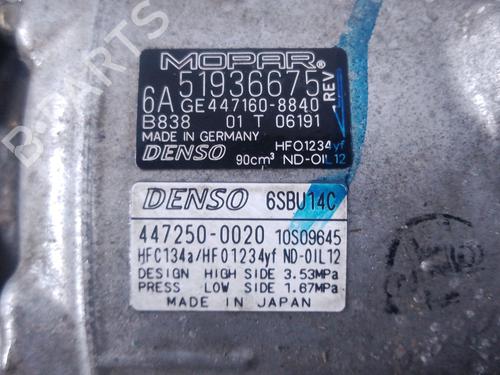 MOPAR
51936675
6A GE447160-8840 REV
B838 01 T 06191
MADE IN GERMANY HFO1234yf
DENSO 90cm³ ND-OIL12
DENSO 6SBU14C
447250-0020 10S09645
HFC134a/HFO1234yf ND-OIL12
DESIGN HIGH SIDE 3.53MPa
PRESS LOW SIDE 1.67MPa
MADE IN JAPAN